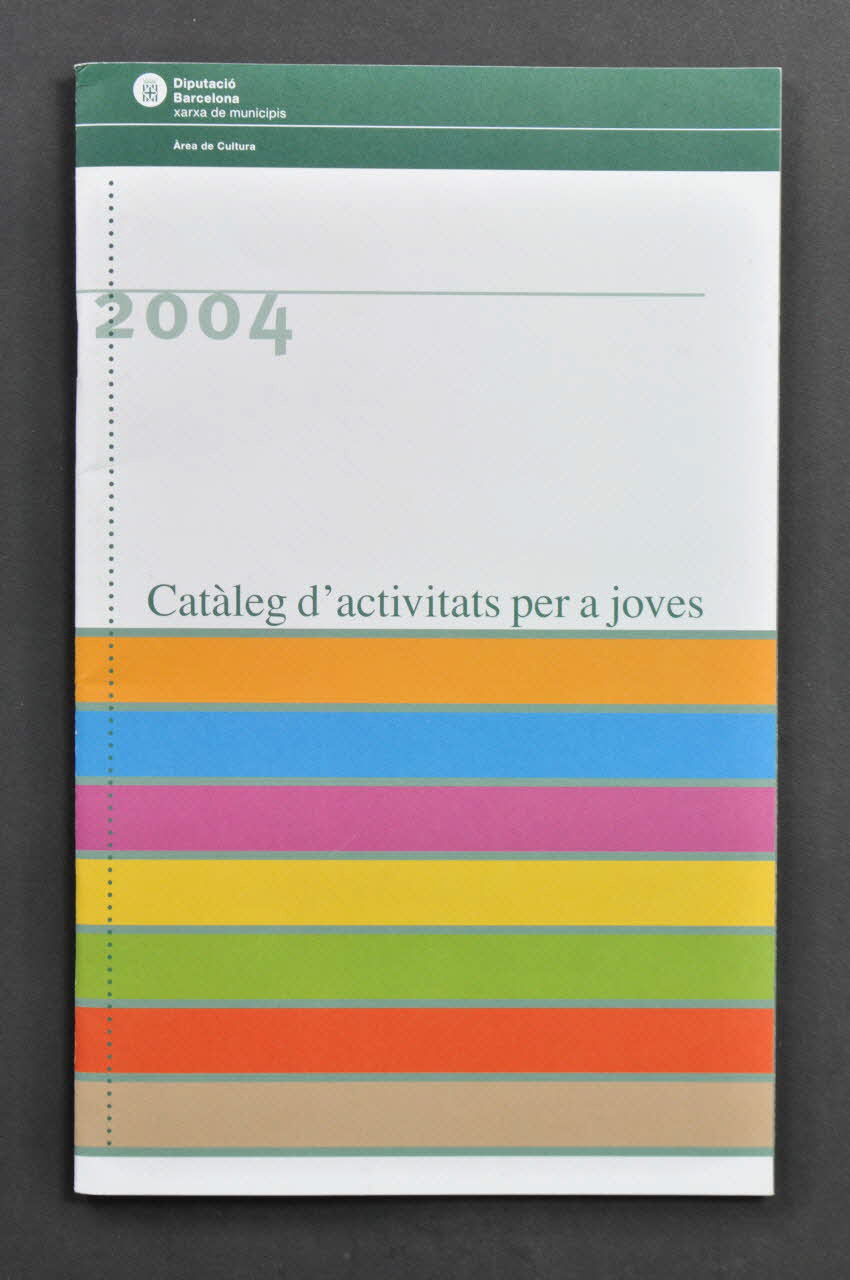 Diputació
Barcelona
xarxa de municipis
Àrea de Cultura
2004
Catàleg d’activitats per a joves